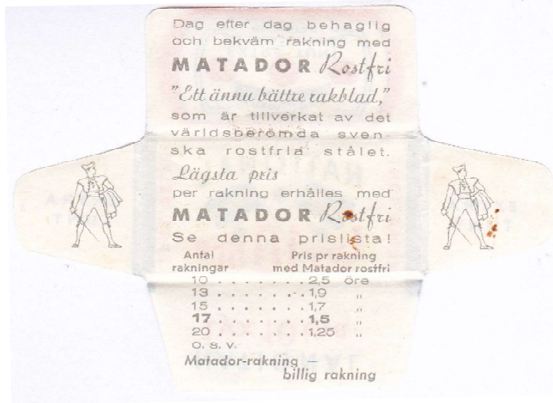 Dag efter dag behaglig
och bekväm rakning med
MATADOR Rostfri
"Ett ännu bättre rakblad,"
som är tillverkat av det
världsberömda sven-
ska rostfria stålet.
Lägsta pris
per rakning erhålles med
MATADOR Rostfri
Se denna prislista!
Antal Pris pr rakning
rakningar med Matador rostfri
10 . . . . . . . 2,5 öre
13 . . . . . . . 1,9 „
15 . . . . . . . 1,7 „
17 . . . . . . . 1,5 „
20 . . . . . . . 1,25 „
o. s. v.
Matador-rakning —
billig rakning